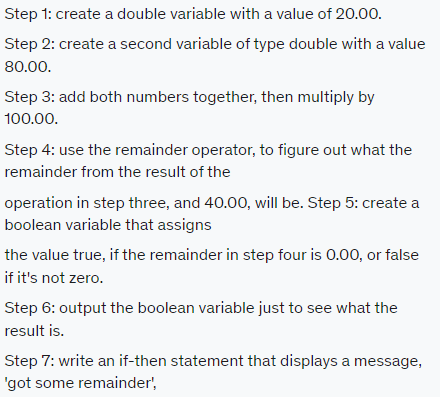 Step 1: create a double variable with a value of 20.00.
Step 2: create a second variable of type double with a value
80.00.
Step 3: add both numbers together, then multiply by
100.00.
Step 4: use the remainder operator, to figure out what the
remainder from the result of the
operation in step three, and 40.00, will be. Step 5: create a
boolean variable that assigns
the value true, if the remainder in step four is 0.00, or false
if it's not zero.
Step 6: output the boolean variable just to see what the
result is.
Step 7: write an if-then statement that displays a message,
'got some remainder',